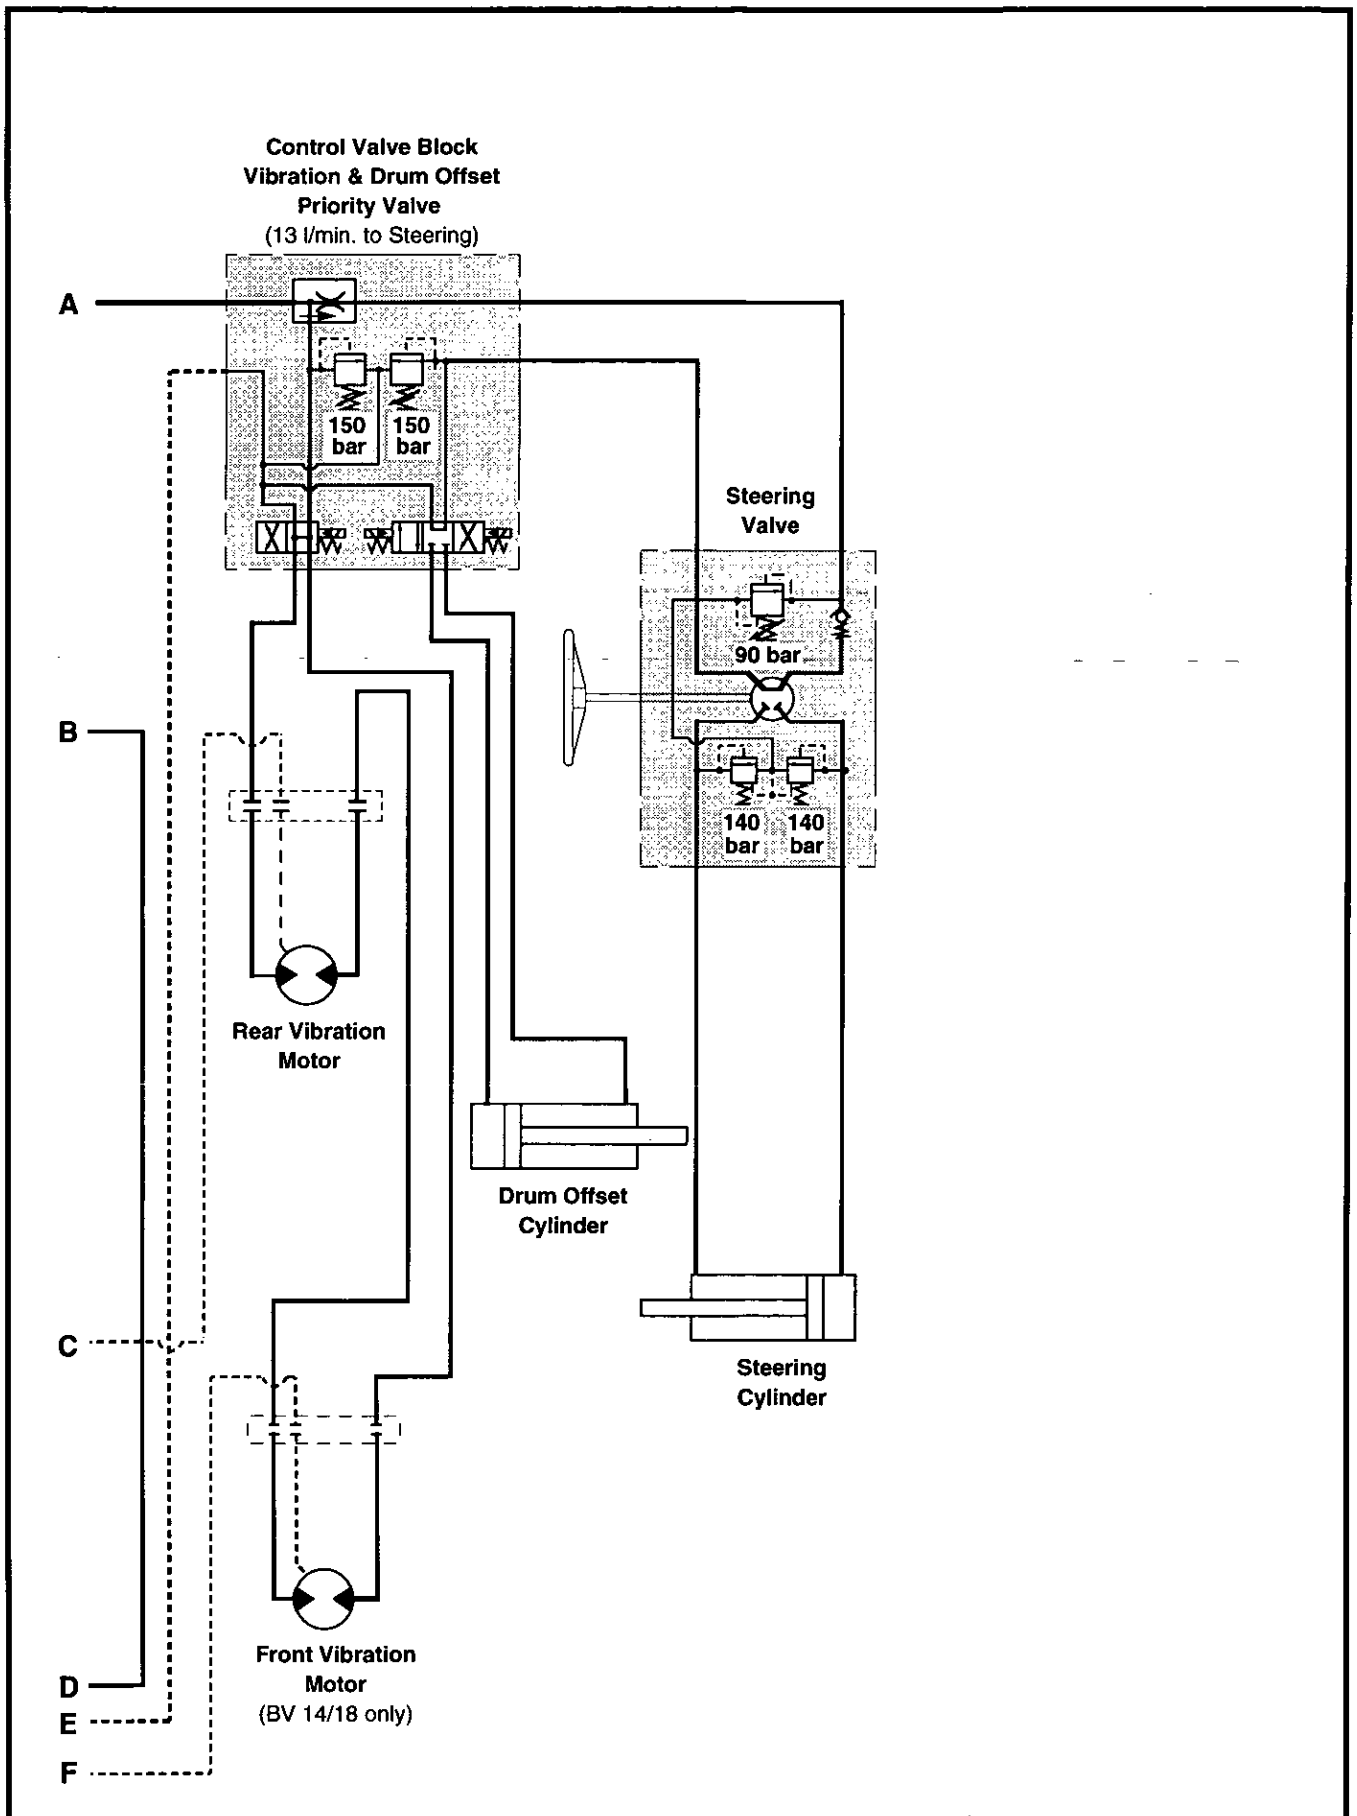 Control Valve Block
Vibration & Drum Offset
Priority Valve
(13 l/min. to Steering)
A
150
bar
150
bar
Steering
Valve
90 bar
B
140
bar
140
bar
Rear Vibration
Motor
Drum Offset
Cylinder
C
Steering
Cylinder
Front Vibration
Motor
(BV 14/18 only)
D
E
F